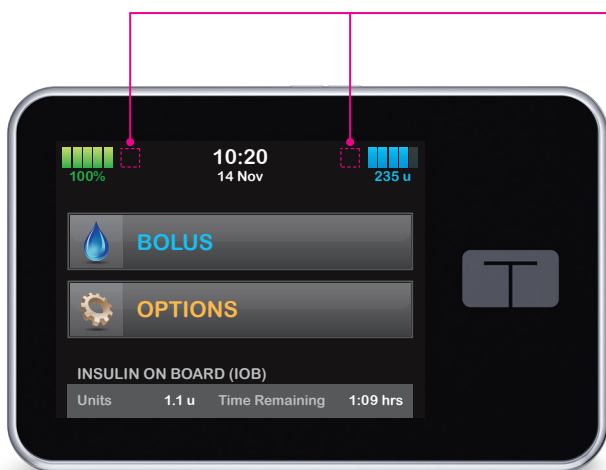 10:20
100%
14 Nov
235 u
BOLUS
OPTIONS
INSULIN ON BOARD (IOB)
Units 1.1 u Time Remaining 1:09 hrs